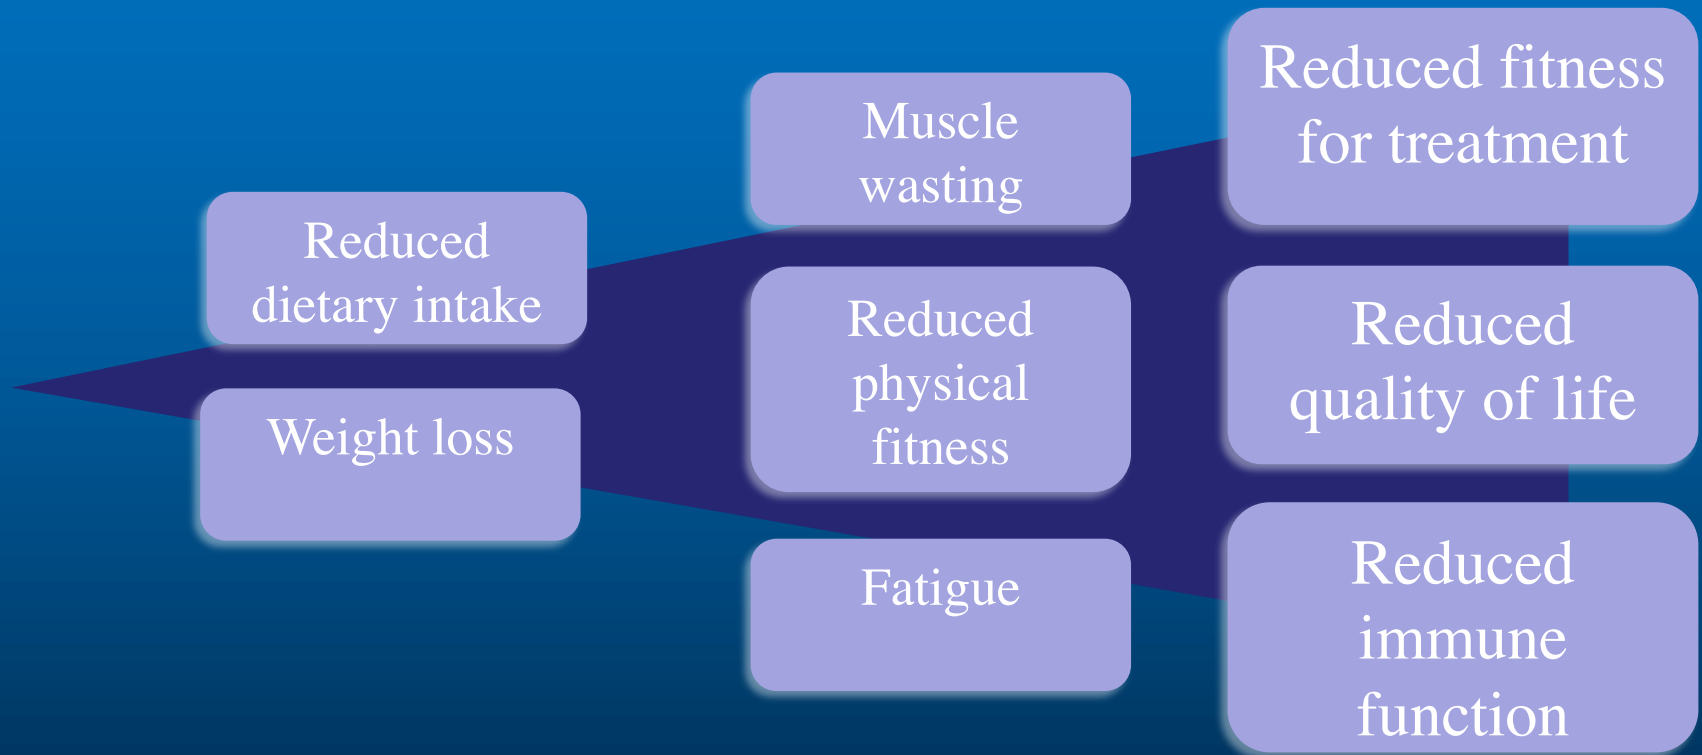 Reduced
dietary intake
Weight loss
Muscle
wasting
Reduced
physical
fitness
Fatigue
Reduced fitness
for treatment
Reduced
quality of life
Reduced
immune
function